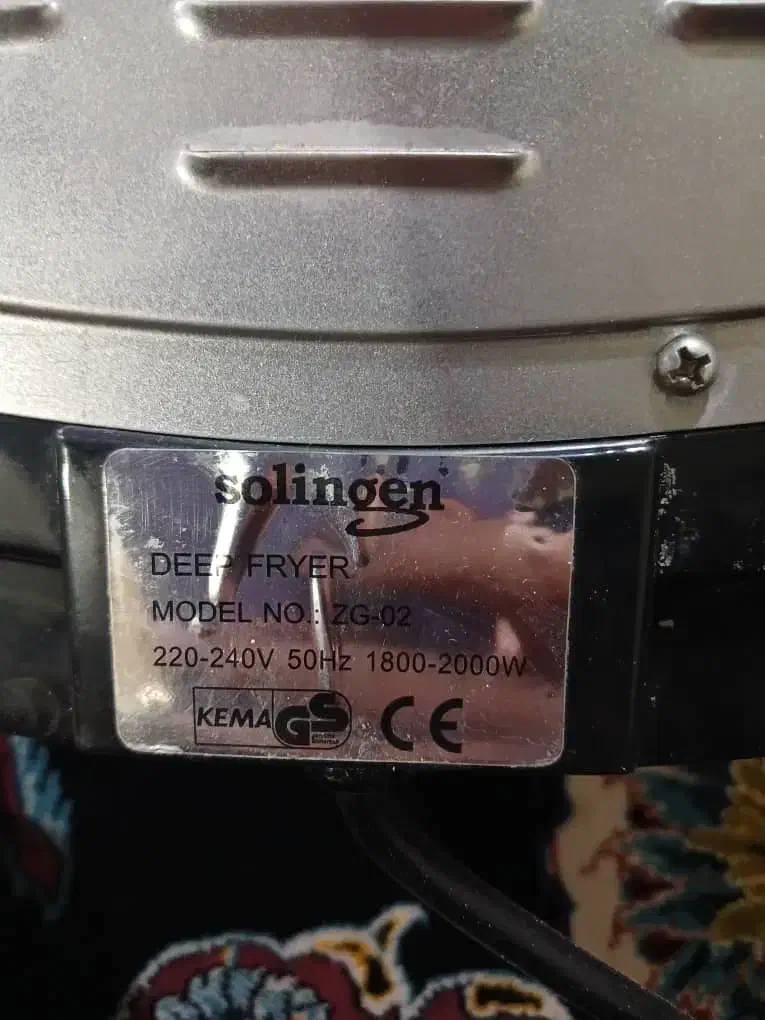 solingen
DEEP FRYER
MODEL NO.: ZG-02
220-240V 50Hz 1800-2000W
KEMA GS CE